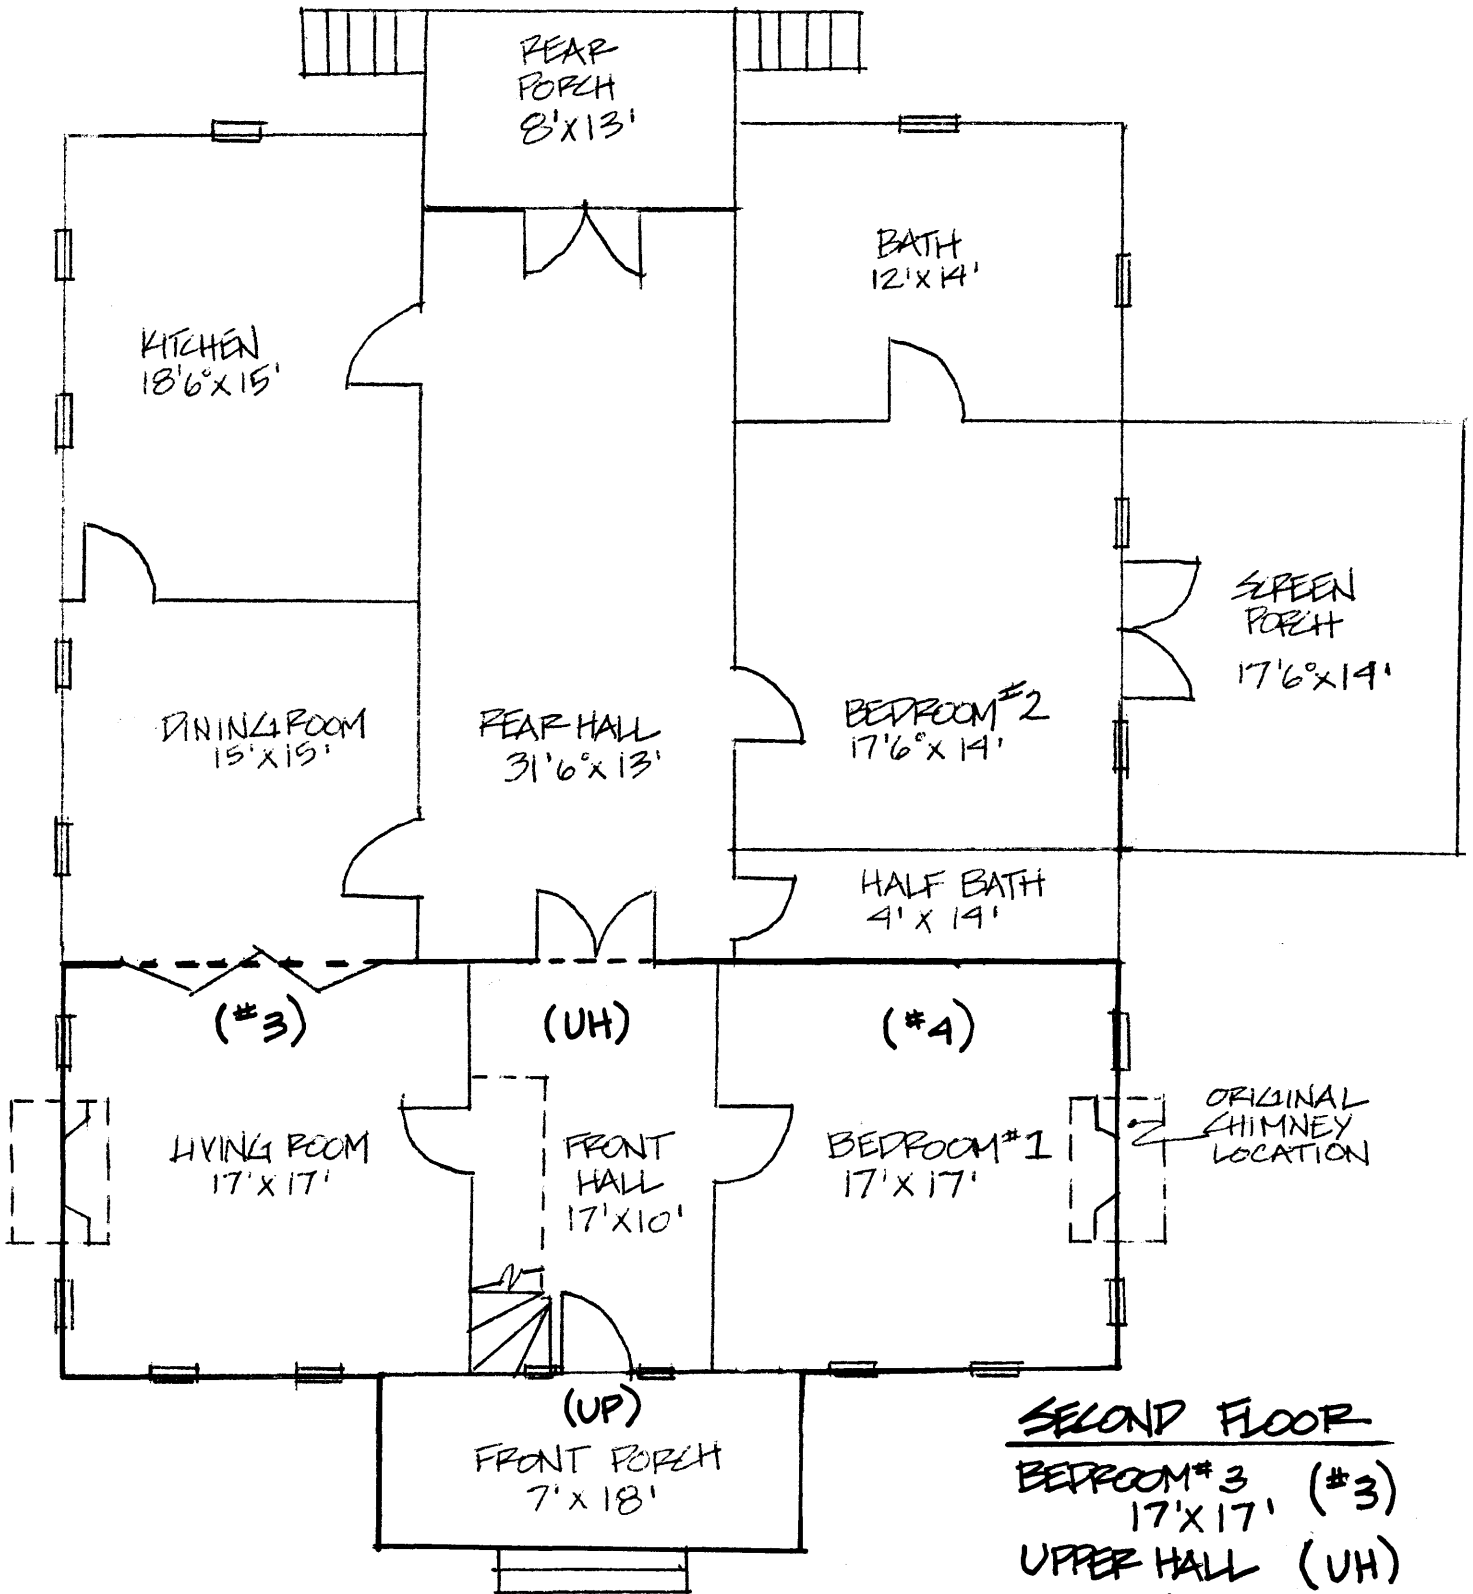 REAR
PORCH
8'X13'
BATH
12'X14'
KITCHEN
18'6"X15'
SCREEN
PORCH
17'6"X14'
DINING ROOM
15'X15'
REAR HALL
31'6"X13'
BEDROOM #2
17'6"X14'
HALF BATH
4'X14'
(#3)
(UH)
(#4)
ORIGINAL
CHIMNEY
LOCATION
LIVING ROOM
17'X17'
FRONT
HALL
17'X10'
BEDROOM #1
17'X17'
(UP)
FRONT PORCH
7'X18'
SECOND FLOOR
BEDROOM #3 (#3)
17'X17'
UPPER HALL (UH)